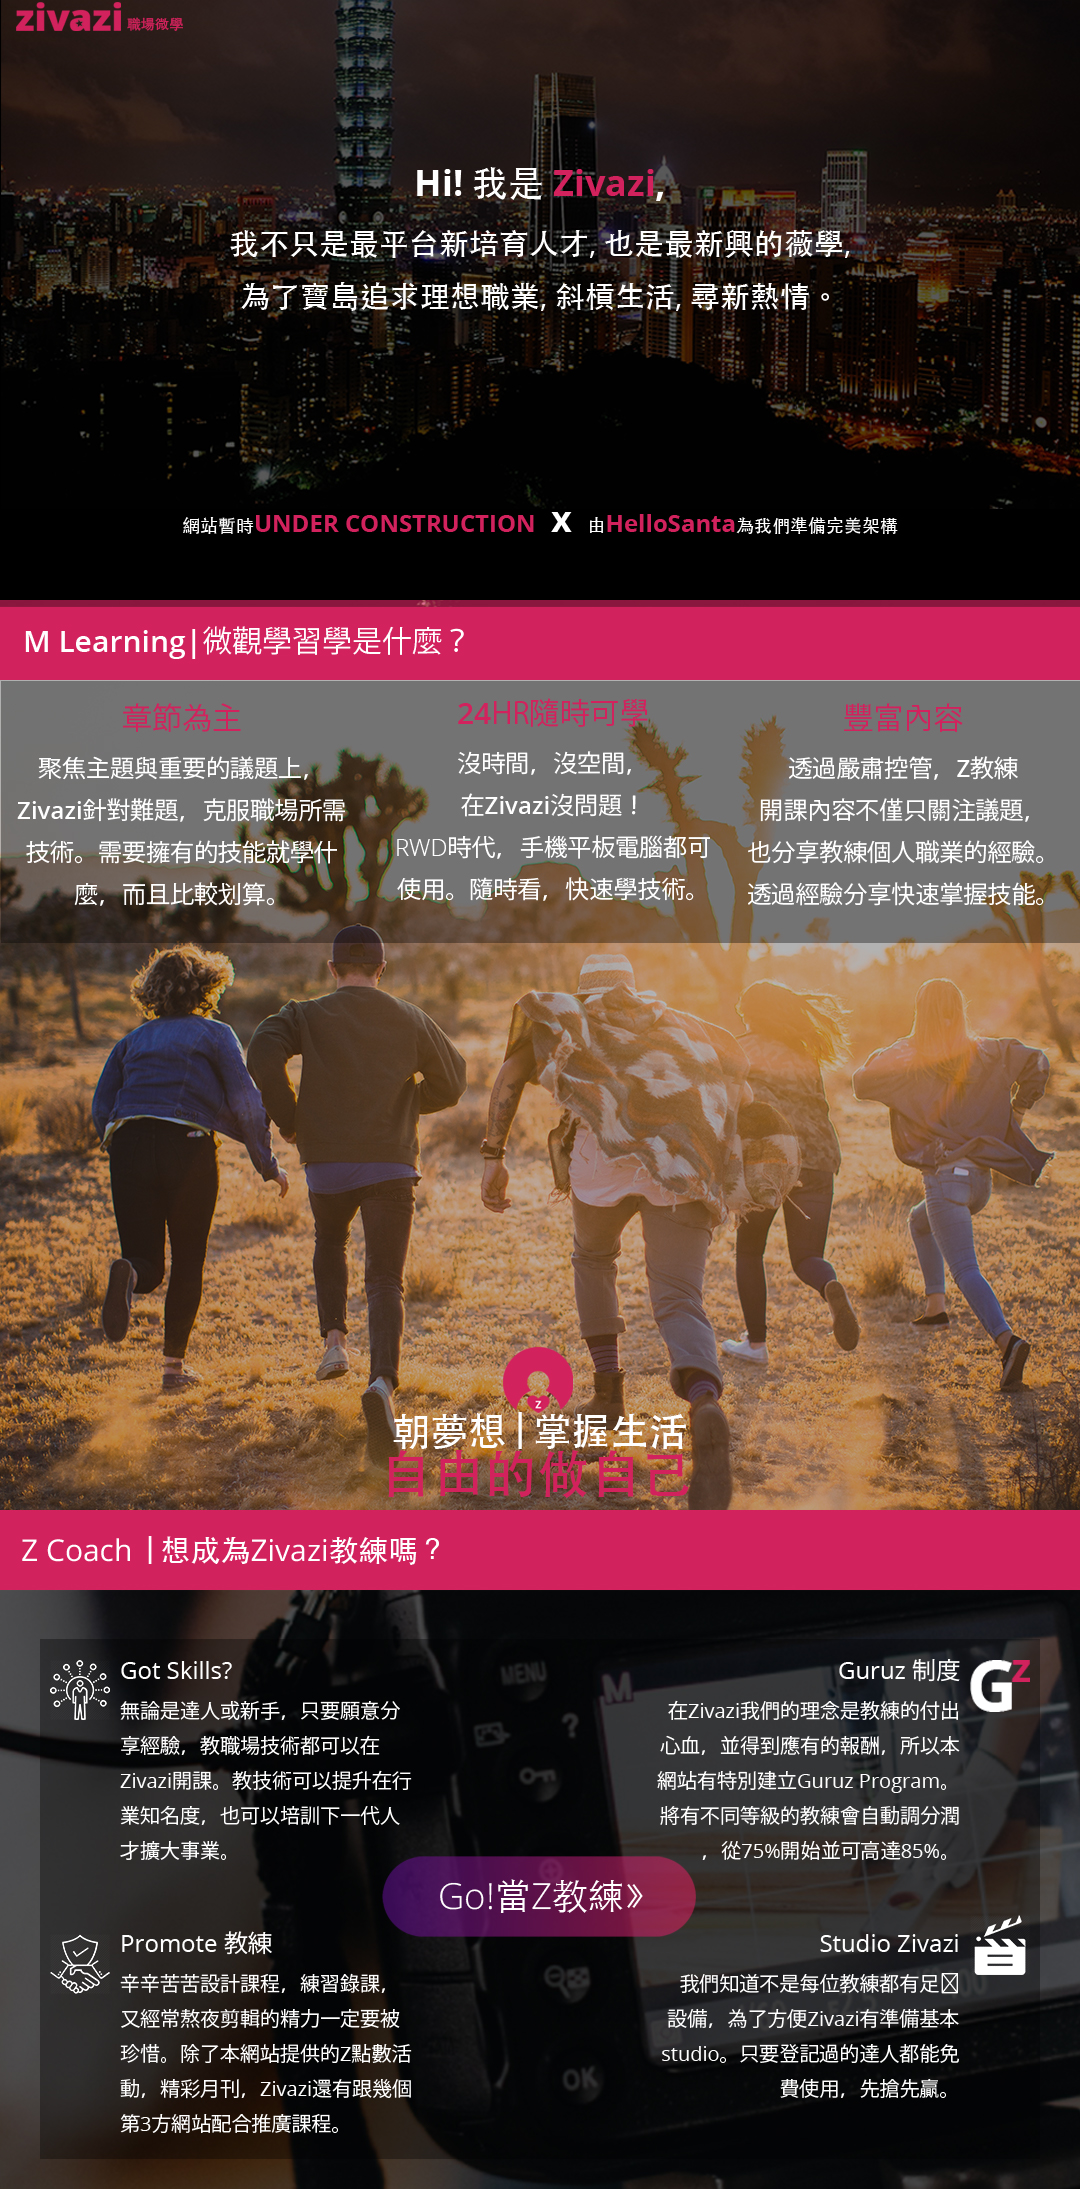 zivazi 職場微學
Hi! 我是 Zivazi,
我不只是最平台新培育人才, 也是最新興的薇學,
為了寶島追求理想職業, 斜槓生活, 尋新熱情。
網站暫時UNDER CONSTRUCTION X 由HelloSanta為我們準備完美架構
M Learning|微觀學習學是什麼？
章節為主
聚焦主題與重要的議題上，
Zivazi針對難題，克服職場所需
技術。需要擁有的技能就學什
麼，而且比較划算。
24HR隨時可學
沒時間，沒空間，
在Zivazi沒問題！
RWD時代，手機平板電腦都可
使用。隨時看，快速學技術。
豐富內容
透過嚴肅控管，Z教練
開課內容不僅只關注議題，
也分享教練個人職業的經驗。
透過經驗分享快速掌握技能。
Z
朝夢想|掌握生活
自由的做自己
Z Coach |想成為Zivazi教練嗎？
Got Skills?
無論是達人或新手，只要願意分
享經驗，教職場技術都可以在
Zivazi開課。教技術可以提升在行
業知名度，也可以培訓下一代人
才擴大事業。
Guruz 制度
GZ
在Zivazi我們的理念是教練的付出
心血，並得到應有的報酬，所以本
網站有特別建立Guruz Program。
將有不同等級的教練會自動調分潤
，從75%開始並可高達85%。
Go!當Z教練》
Promote 教練
辛辛苦苦設計課程，練習錄課，
又經常熬夜剪輯的精力一定要被
珍惜。除了本網站提供的Z點數活
動，精彩月刊，Zivazi還有跟幾個
第3方網站配合推廣課程。
Studio Zivazi
我們知道不是每位教練都有足
設備，為了方便Zivazi有準備基本
studio。只要登記過的達人都能免
費使用，先搶先贏。
MENU
M
?
OK